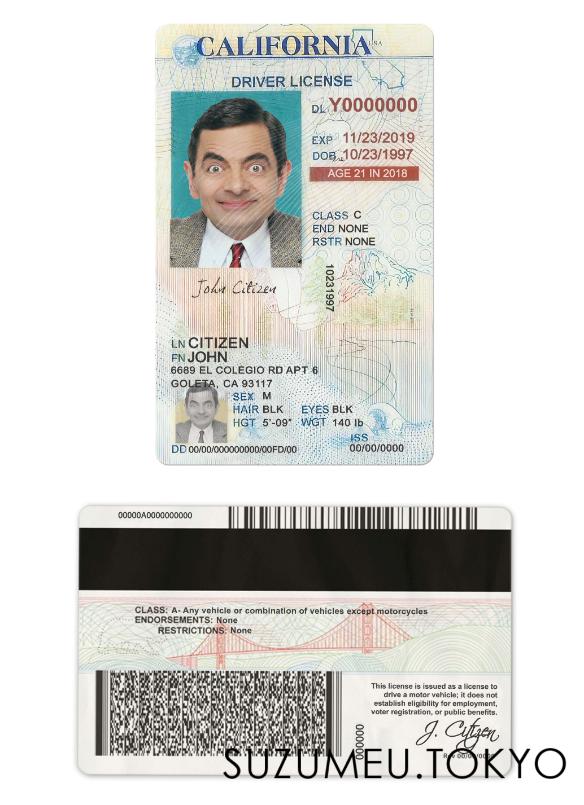 CALIFORNIA USA
DRIVER LICENSE
DL Y0000000
EXP 11/23/2019
DOB 10/23/1997
AGE 21 IN 2018
CLASS C
END NONE
RSTR NONE
10231997
John Citizen
LN CITIZEN
FN JOHN
6689 EL COLEGIO RD APT 6
GOLETA, CA 93117
SEX M
HAIR BLK EYES BLK
HGT 5'-09" WGT 140 lb
ISS
DD 00/00/000000000/00FD/00 00/00/0000
00000A0000000000
CLASS: A- Any vehicle or combination of vehicles except motorcycles
ENDORSEMENTS: None
RESTRICTIONS: None
This license is issued as a license to
drive a motor vehicle; it does not
establish eligibility for employment,
voter registration, or public benefits.
000000
J. Citizen
SUZUMEU.TOKYO